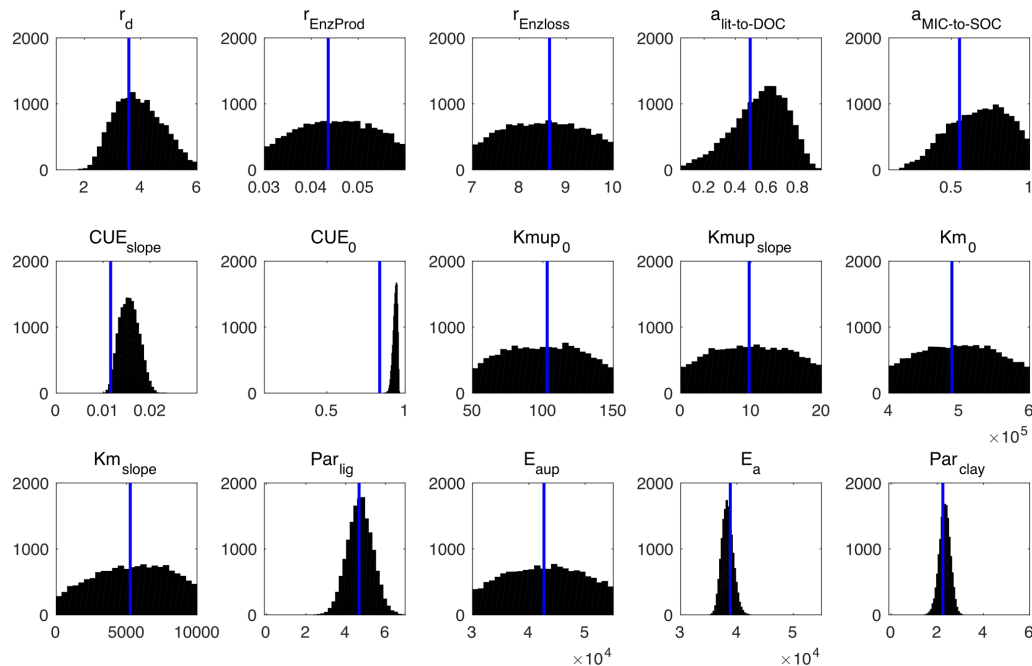 r_d r_EnzProd r_Enzloss a_lit-to-DOC a_MIC-to-SOC
2000 2000 2000 2000 2000
1000 1000 1000 1000 1000
0 0 0 0 0
2 4 6 0.03 0.04 0.05 7 8 9 10 0.2 0.4 0.6 0.8 0.5 1
CUE_slope CUE_0 Kmup_0 Kmup_slope Km_0
2000 2000 2000 2000 2000
1000 1000 1000 1000 1000
0 0 0 0 0
0 0.01 0.02 0.5 1 50 100 150 0 10 20 4 5 6
×10^5
Km_slope Par_lig E_aup E_a Par_clay
2000 2000 2000 2000 2000
1000 1000 1000 1000 1000
0 0 0 0 0
0 5000 10000 0 2 4 6 3 4 5 3 4 5 0 2 4 6
×10^4 ×10^4 ×10^4